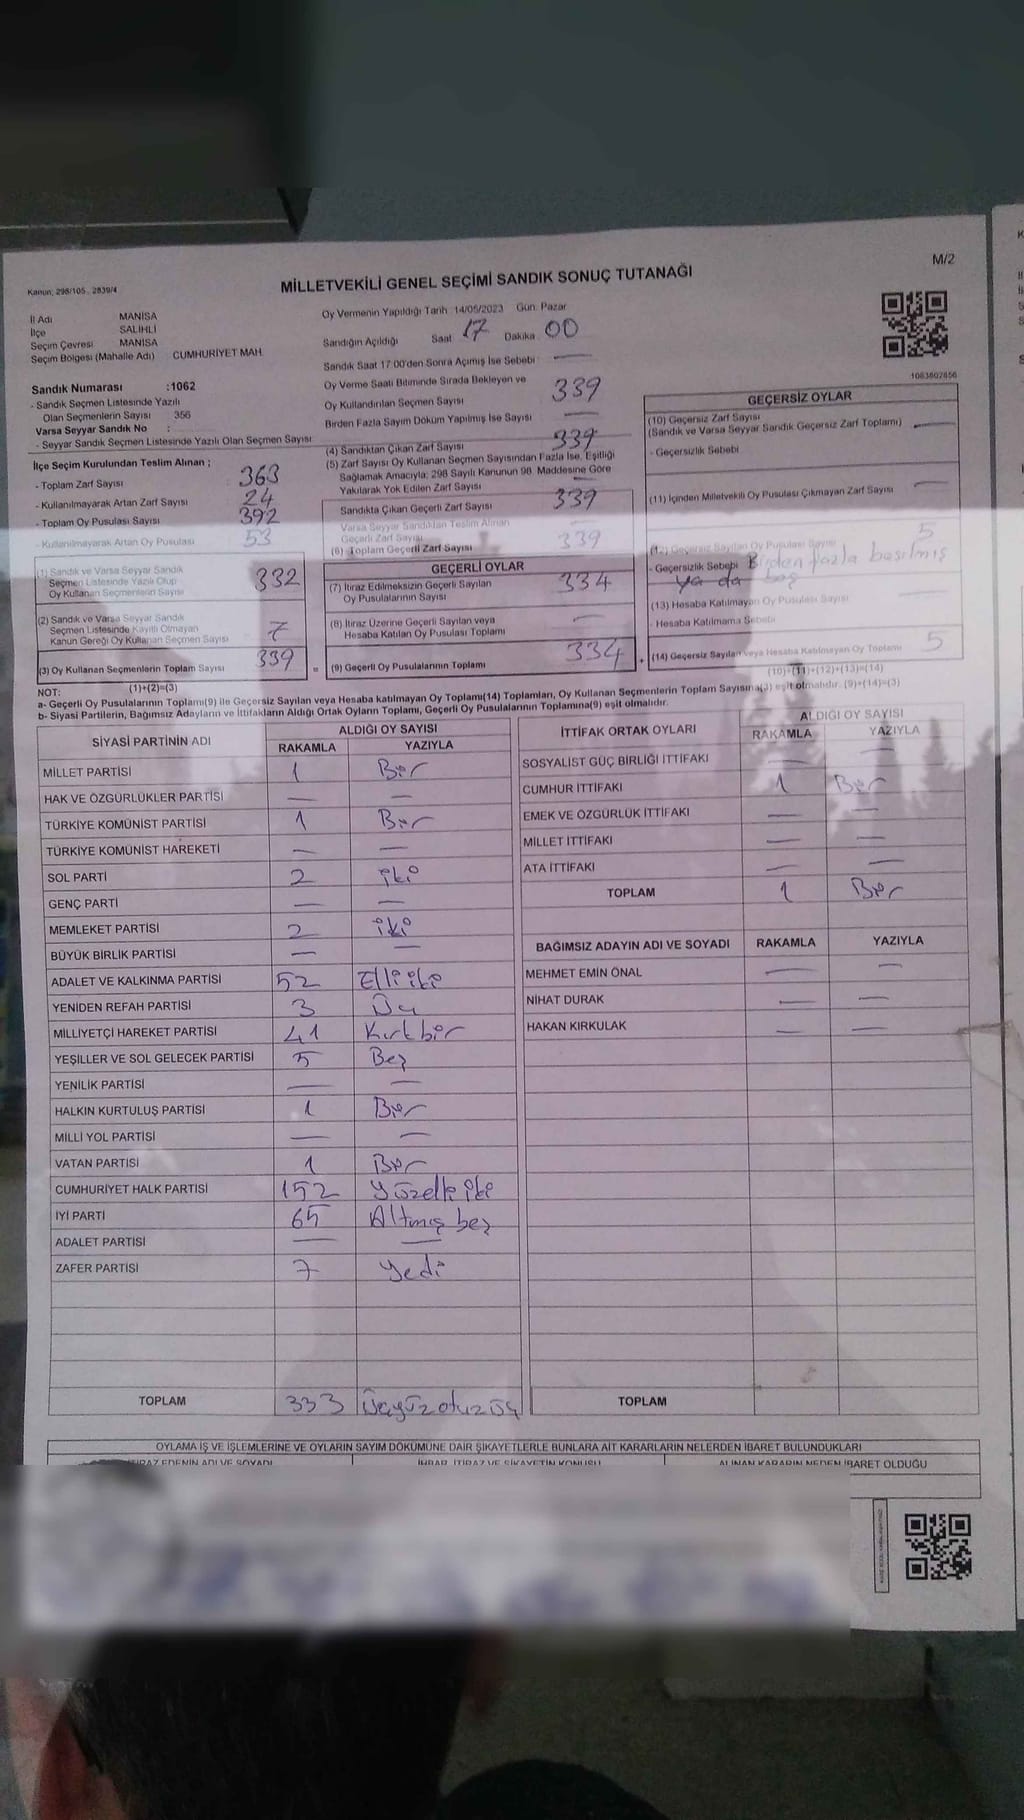 M/2
Kanun; 298/105 , 2839/4
MİLLETVEKİLİ GENEL SEÇİMİ SANDIK SONUÇ TUTANAĞI
İl Adı MANİSA
İlçe SALİHLİ
Seçim Çevresi MANİSA
Seçim Bölgesi (Mahalle Adı) CUMHURİYET MAH.
Sandık Numarası :1062
- Sandık Seçmen Listesinde Yazılı
Olan Seçmenlerin Sayısı : 356
Varsa Seyyar Sandık No :
- Seyyar Sandık Seçmen Listesinde Yazılı Olan Seçmen Sayısı
İlçe Seçim Kurulundan Teslim Alınan ;
- Toplam Zarf Sayısı : 363
- Kullanılmayarak Artan Zarf Sayısı : 24
- Toplam Oy Pusulası Sayısı : 392
- Kullanılmayarak Artan Oy Pusulası : 53
(1) Sandık ve Varsa Seyyar Sandık
Seçmen Listesinde Yazılı Olup
Oy Kullanan Seçmenlerin Sayısı 332
(2) Sandık ve Varsa Seyyar Sandık
Seçmen Listesinde Kayıtlı Olmayan
Kanun Gereği Oy Kullanan Seçmen Sayısı 7
(3) Oy Kullanan Seçmenlerin Toplam Sayısı 339
(1)+(2)=(3)
Oy Vermenin Yapıldığı Tarih :14/05/2023 Gün: Pazar
Sandığın Açıldığı Saat 17 Dakika : 00
Sandık Saat 17:00'den Sonra Açımış İse Sebebi : —
Oy Verme Saati Bitiminde Sırada Bekleyen ve
Oy Kullandırılan Seçmen Sayısı 339
Birden Fazla Sayım Döküm Yapılmış İse Sayısı —
(4) Sandıktan Çıkan Zarf Sayısı 339
(5) Zarf Sayısı Oy Kullanan Seçmen Sayısından Fazla İse, Eşitliği
Sağlamak Amacıyla; 298 Sayılı Kanunun 98. Maddesine Göre
Yakılarak Yok Edilen Zarf Sayısı
Sandıkta Çıkan Geçerli Zarf Sayısı 339
Varsa Seyyar Sandıktan Teslim Alınan
Geçerli Zarf Sayısı —
(6) Toplam Geçerli Zarf Sayısı 339
GEÇERLİ OYLAR
(7) İtiraz Edilmeksizin Geçerli Sayılan
Oy Pusulalarının Sayısı 334
(8) İtiraz Üzerine Geçerli Sayılan veya
Hesaba Katılan Oy Pusulası Toplamı —
= (9) Geçerli Oy Pusulalarının Toplamı 334 +
1083602656
GEÇERSİZ OYLAR
(10) Geçersiz Zarf Sayısı
(Sandık ve Varsa Seyyar Sandık Geçersiz Zarf Toplamı) —
- Geçersizlik Sebebi
(11) İçinden Milletvekili Oy Pusulası Çıkmayan Zarf Sayısı —
(12) Geçersiz Sayılan Oy Pusulası Sayısı 5
- Geçersizlik Sebebi Birden fazla basılmış
ya da boş
(13) Hesaba Katılmayan Oy Pusulası Sayısı —
- Hesaba Katılmama Sebebi
(14) Geçersiz Sayılan veya Hesaba Katılmayan Oy Toplamı 5
(10)+(11)+(12)+(13)=(14)
NOT:
a- Geçerli Oy Pusulalarının Toplamı(9) ile Geçersiz Sayılan veya Hesaba katılmayan Oy Toplamı(14) Toplamları, Oy Kullanan Seçmenlerin Toplam Sayısına(3) eşit olmalıdır. (9)+(14)=(3)
b- Siyasi Partilerin, Bağımsız Adayların ve İttifakların Aldığı Ortak Oyların Toplamı, Geçerli Oy Pusulalarının Toplamına(9) eşit olmalıdır.
SİYASİ PARTİNİN ADI ALDIĞI OY SAYISI
RAKAMLA YAZIYLA
MİLLET PARTİSİ 1 Bir
HAK VE ÖZGÜRLÜKLER PARTİSİ — —
TÜRKİYE KOMÜNİST PARTİSİ 1 Bir
TÜRKİYE KOMÜNİST HAREKETİ — —
SOL PARTİ 2 iki
GENÇ PARTİ — —
MEMLEKET PARTİSİ 2 iki
BÜYÜK BİRLİK PARTİSİ — —
ADALET VE KALKINMA PARTİSİ 52 Elli iki
YENİDEN REFAH PARTİSİ 3 Üç
MİLLİYETÇİ HAREKET PARTİSİ 41 Kırk bir
YEŞİLLER VE SOL GELECEK PARTİSİ 5 Beş
YENİLİK PARTİSİ — —
HALKIN KURTULUŞ PARTİSİ 1 Bir
MİLLİ YOL PARTİSİ — —
VATAN PARTİSİ 1 Bir
CUMHURİYET HALK PARTİSİ 152 Yüzelli iki
İYİ PARTİ 65 Altmış beş
ADALET PARTİSİ — —
ZAFER PARTİSİ 7 Yedi
TOPLAM 333 Üçyüzotuzüç
İTTİFAK ORTAK OYLARI ALDIĞI OY SAYISI
RAKAMLA YAZIYLA
SOSYALİST GÜÇ BİRLİĞİ İTTİFAKI — —
CUMHUR İTTİFAKI 1 Bir
EMEK VE ÖZGÜRLÜK İTTİFAKI — —
MİLLET İTTİFAKI — —
ATA İTTİFAKI — —
TOPLAM 1 Bir
BAĞIMSIZ ADAYIN ADI VE SOYADI RAKAMLA YAZIYLA
MEHMET EMİN ÖNAL — —
NİHAT DURAK — —
HAKAN KIRKULAK — —
TOPLAM
OYLAMA İŞ VE İŞLEMLERİNE VE OYLARIN SAYIM DÖKÜMÜNE DAİR ŞİKAYETLERLE BUNLARA AİT KARARLARIN NELERDEN İBARET BULUNDUKLARI
İTİRAZ EDENİN ADI VE SOYADI İHBAR, İTİRAZ VE ŞİKAYETİN KONUSU ALINAN KARARIN NEDEN İBARET OLDUĞU